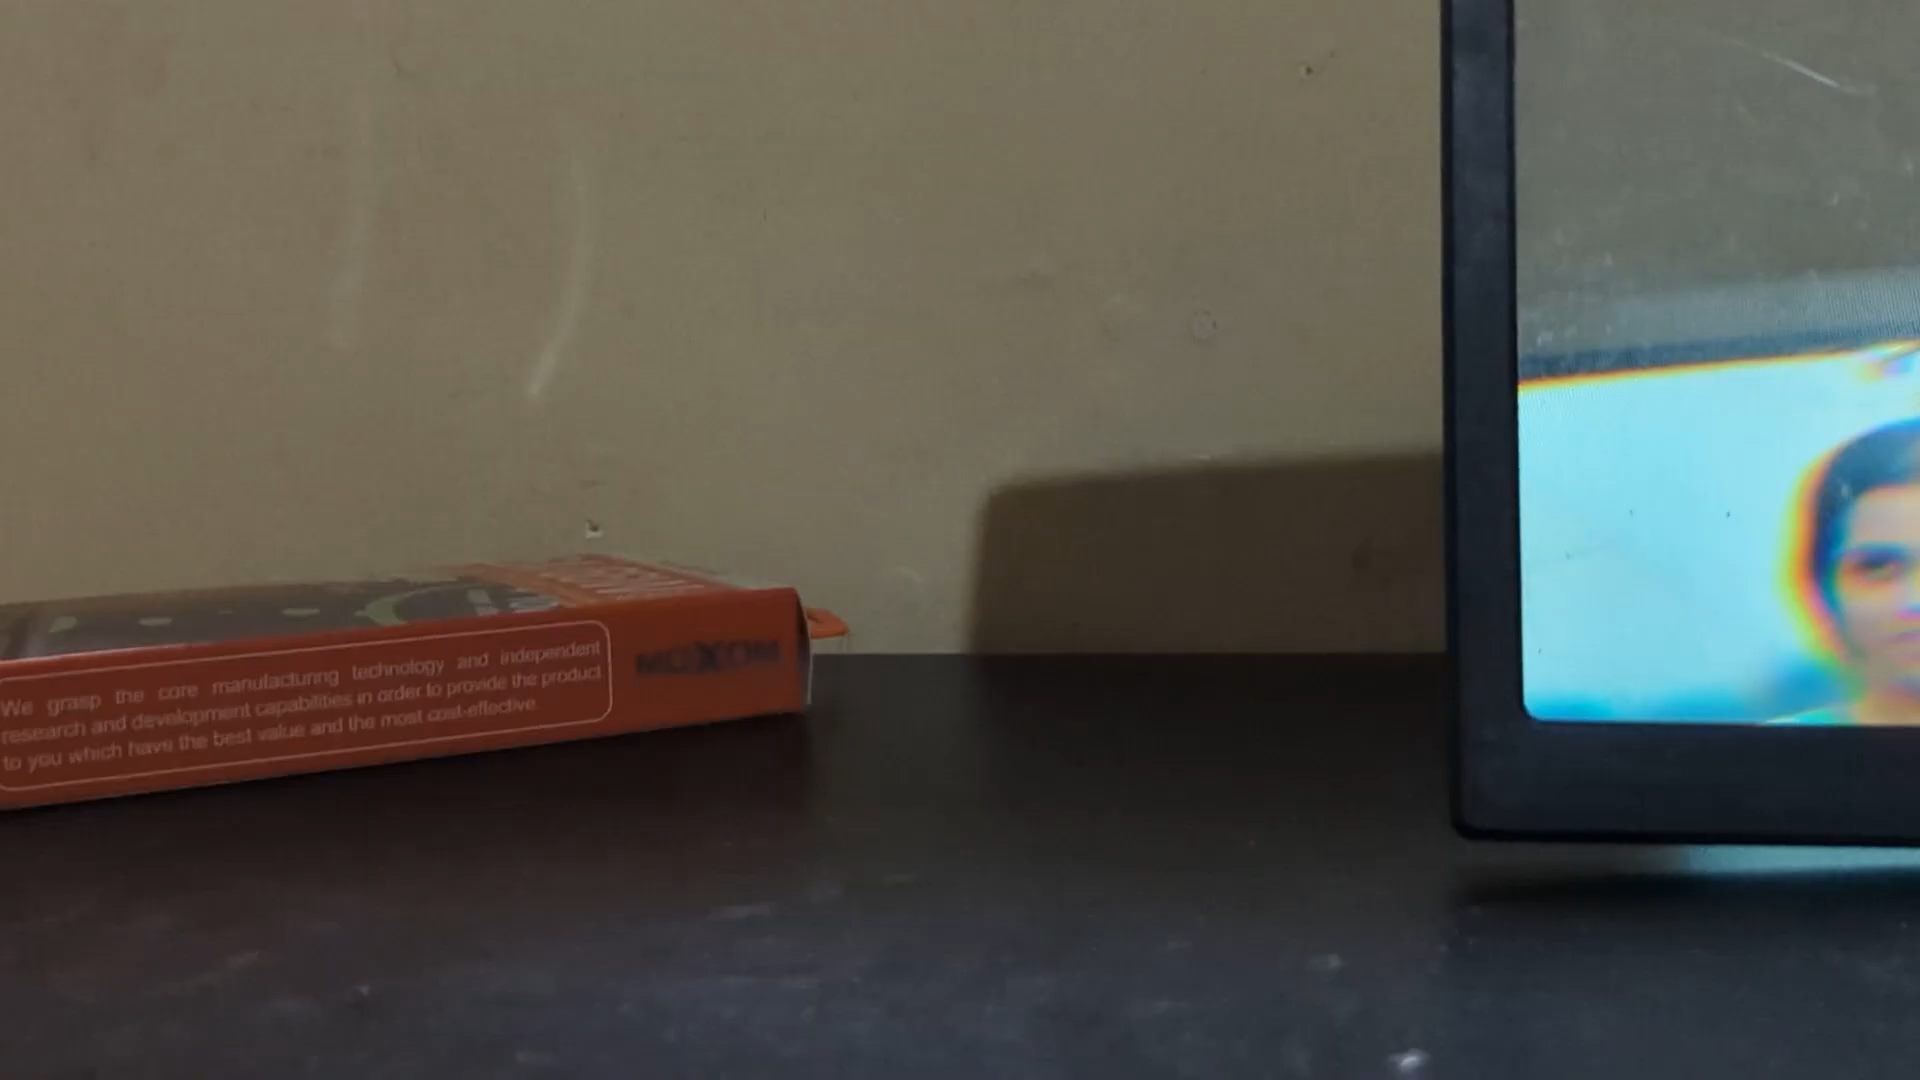 We grasp the core manufacturing technology and independent
research and development capabilities in order to provide the product
to you which have the best value and the most cost-effective.
MOXOM